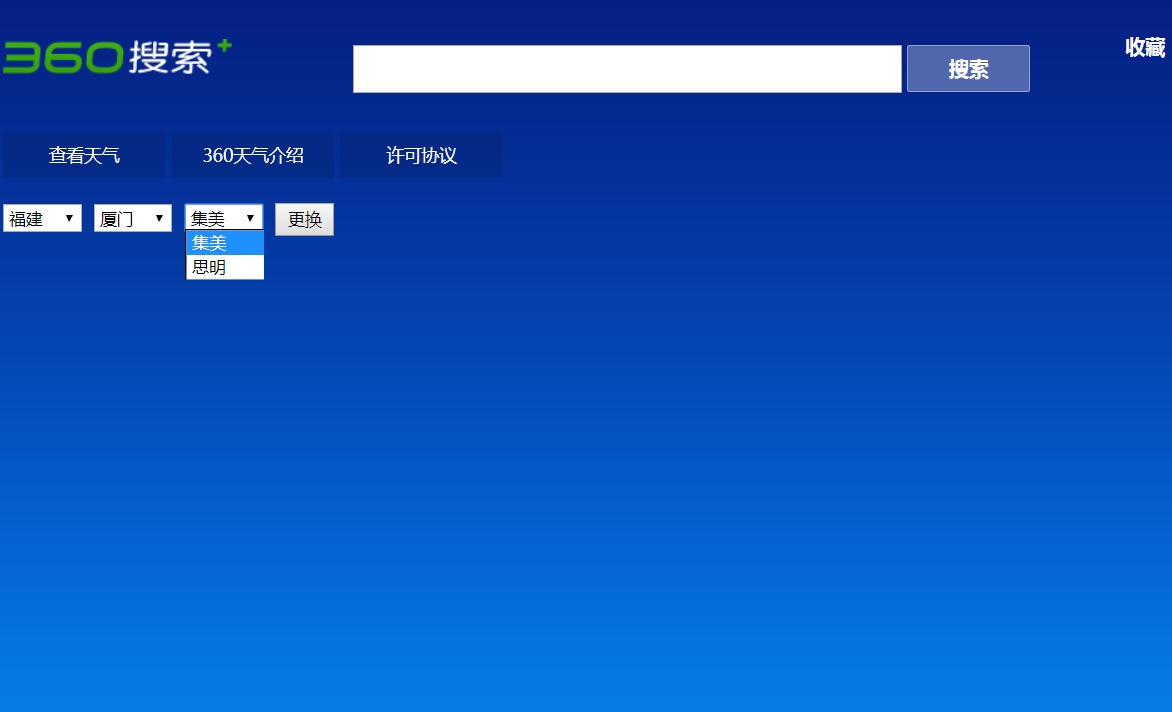 360搜索+
搜索
收藏
查看天气 360天气介绍 许可协议
福建 厦门 集美 更换
集美
思明